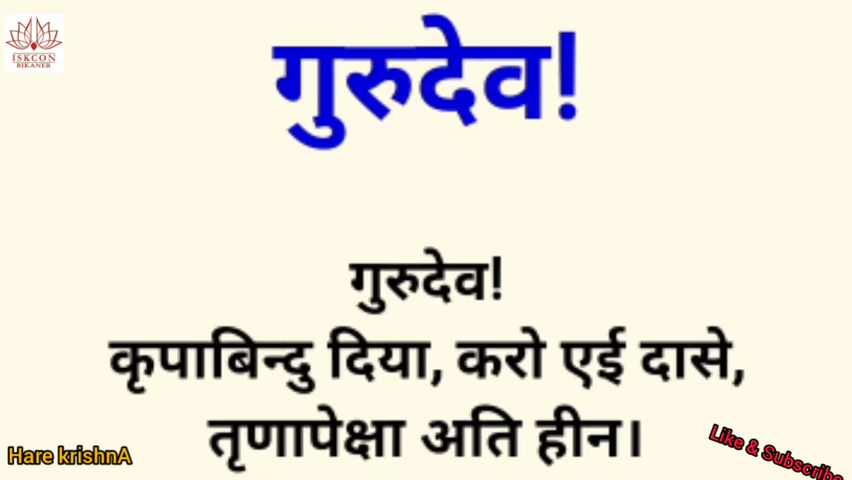 ISKCON
BIKANER
गुरुदेव!
गुरुदेव!
कृपाबिन्दु दिया, करो एई दासे,
तृणापेक्षा अति हीन।
Hare krishnA
Like & Subscribe